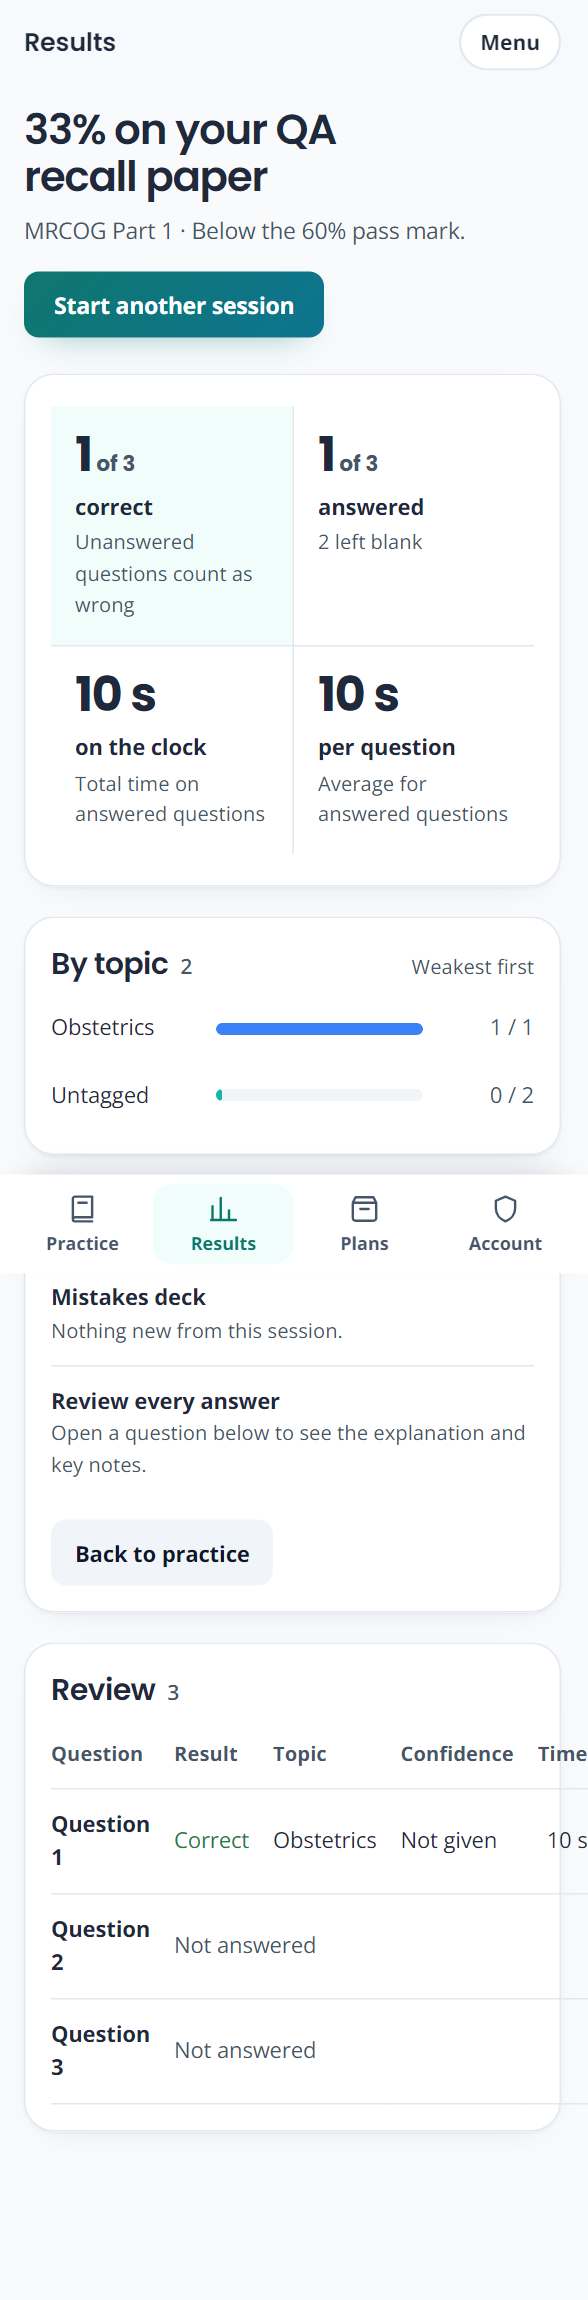 Results
Menu
33% on your QA
recall paper
MRCOG Part 1 · Below the 60% pass mark.
Start another session
1 of 3
correct
Unanswered
questions count as
wrong
1 of 3
answered
2 left blank
10 s
on the clock
Total time on
answered questions
10 s
per question
Average for
answered questions
By topic 2
Weakest first
Obstetrics 1 / 1
Untagged 0 / 2
Practice
Results
Plans
Account
Mistakes deck
Nothing new from this session.
Review every answer
Open a question below to see the explanation and
key notes.
Back to practice
Review 3
Question Result Topic Confidence Time
Question
1
Correct Obstetrics Not given 10 s
Question
2
Not answered
Question
3
Not answered